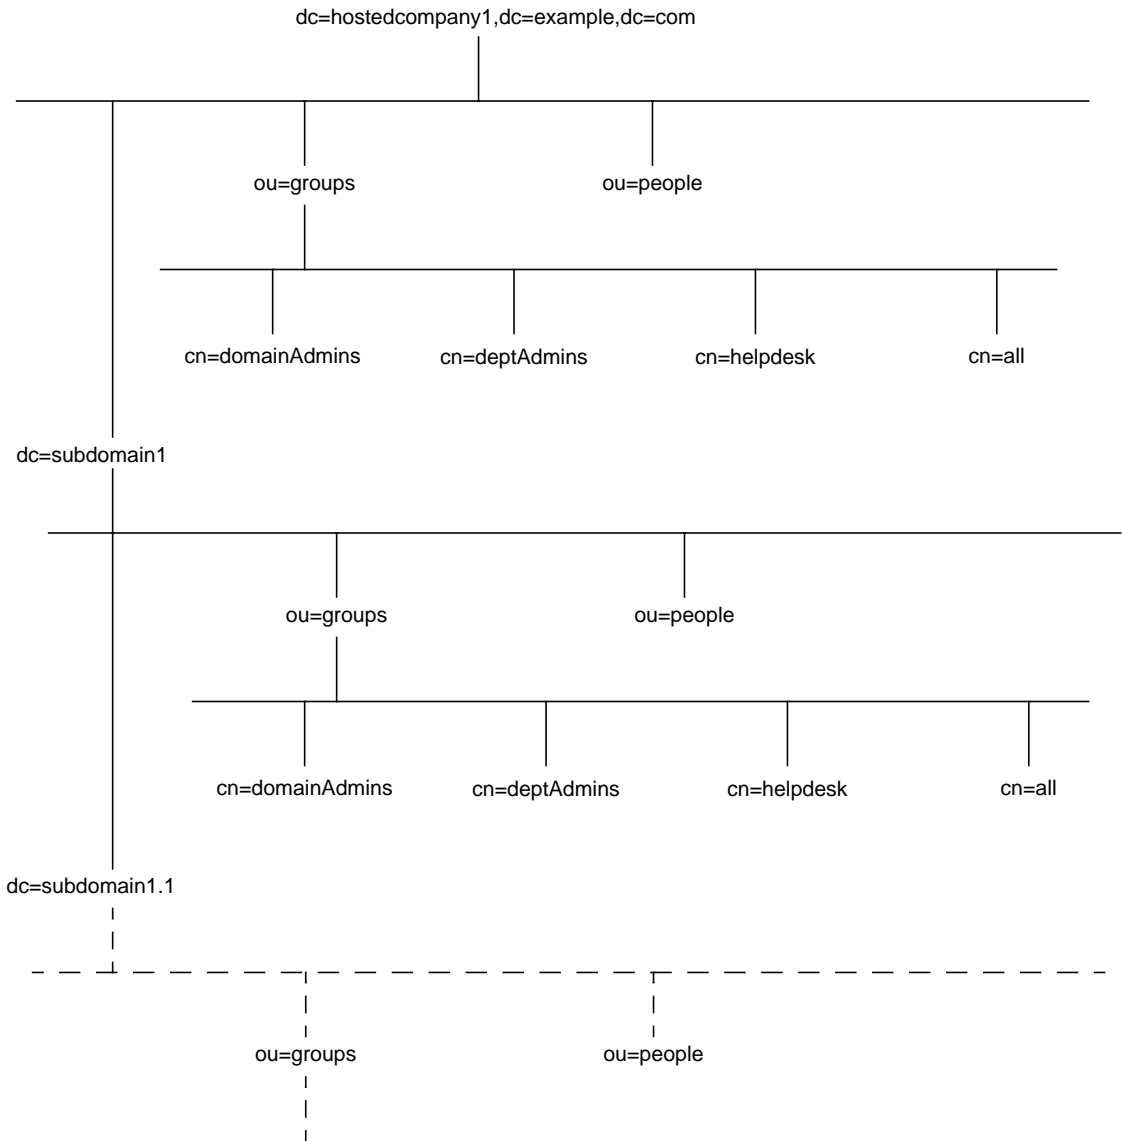 dc=hostedcompany1,dc=example,dc=com
ou=groups
ou=people
cn=domainAdmins
cn=deptAdmins
cn=helpdesk
cn=all
dc=subdomain1
ou=groups
ou=people
cn=domainAdmins
cn=deptAdmins
cn=helpdesk
cn=all
dc=subdomain1.1
ou=groups
ou=people